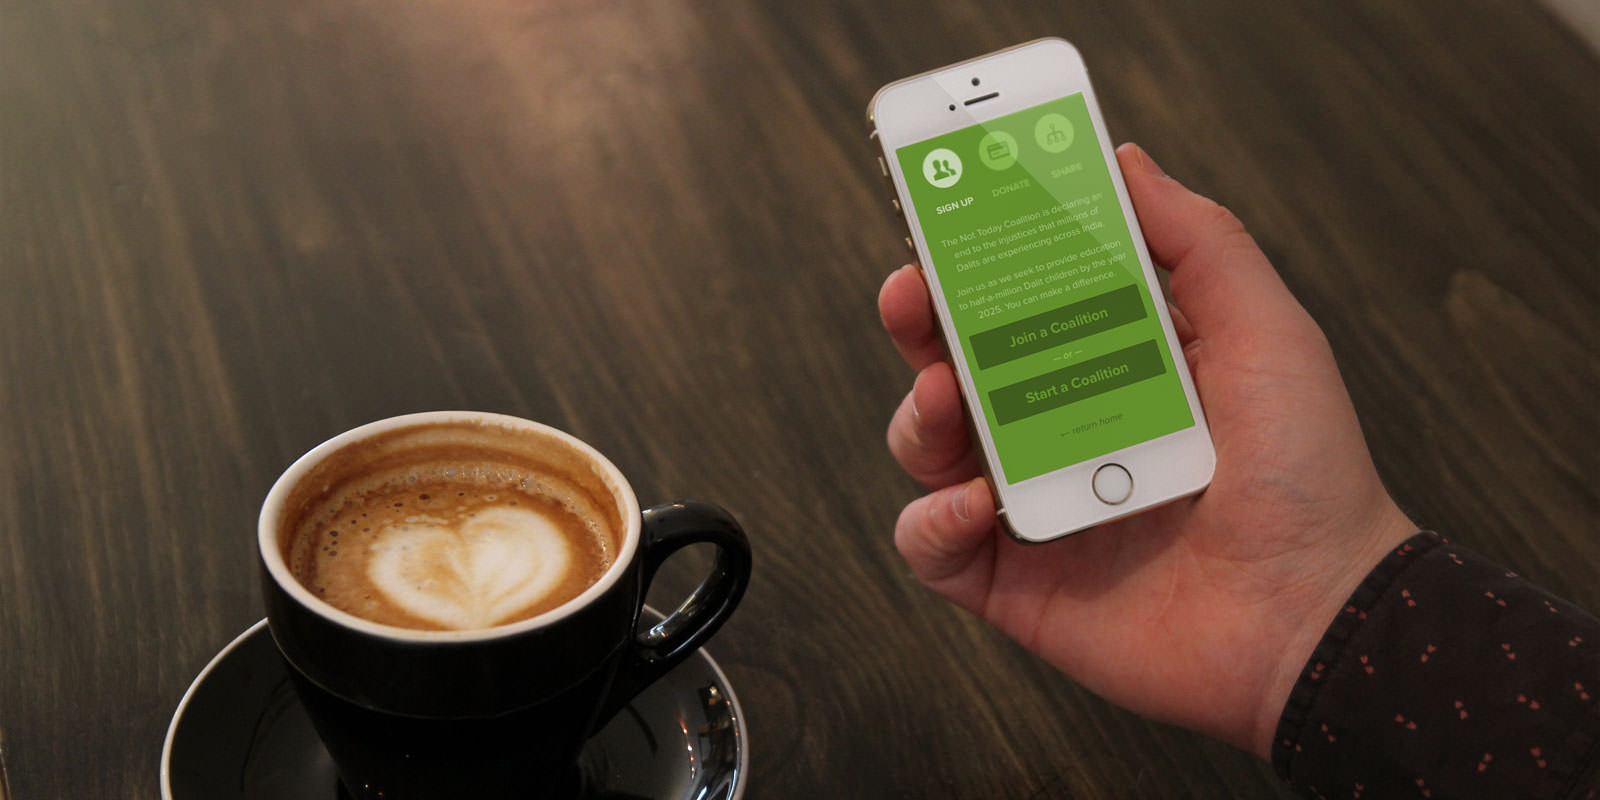 SIGN UP
DONATE
SHARE
The Not Today Coalition is declaring an
end to the injustices that millions of
Dalits are experiencing across India.
Join us as we seek to provide education
to half-a-million Dalit children by the year
2025. You can make a difference.
Join a Coalition
— or —
Start a Coalition
← return home